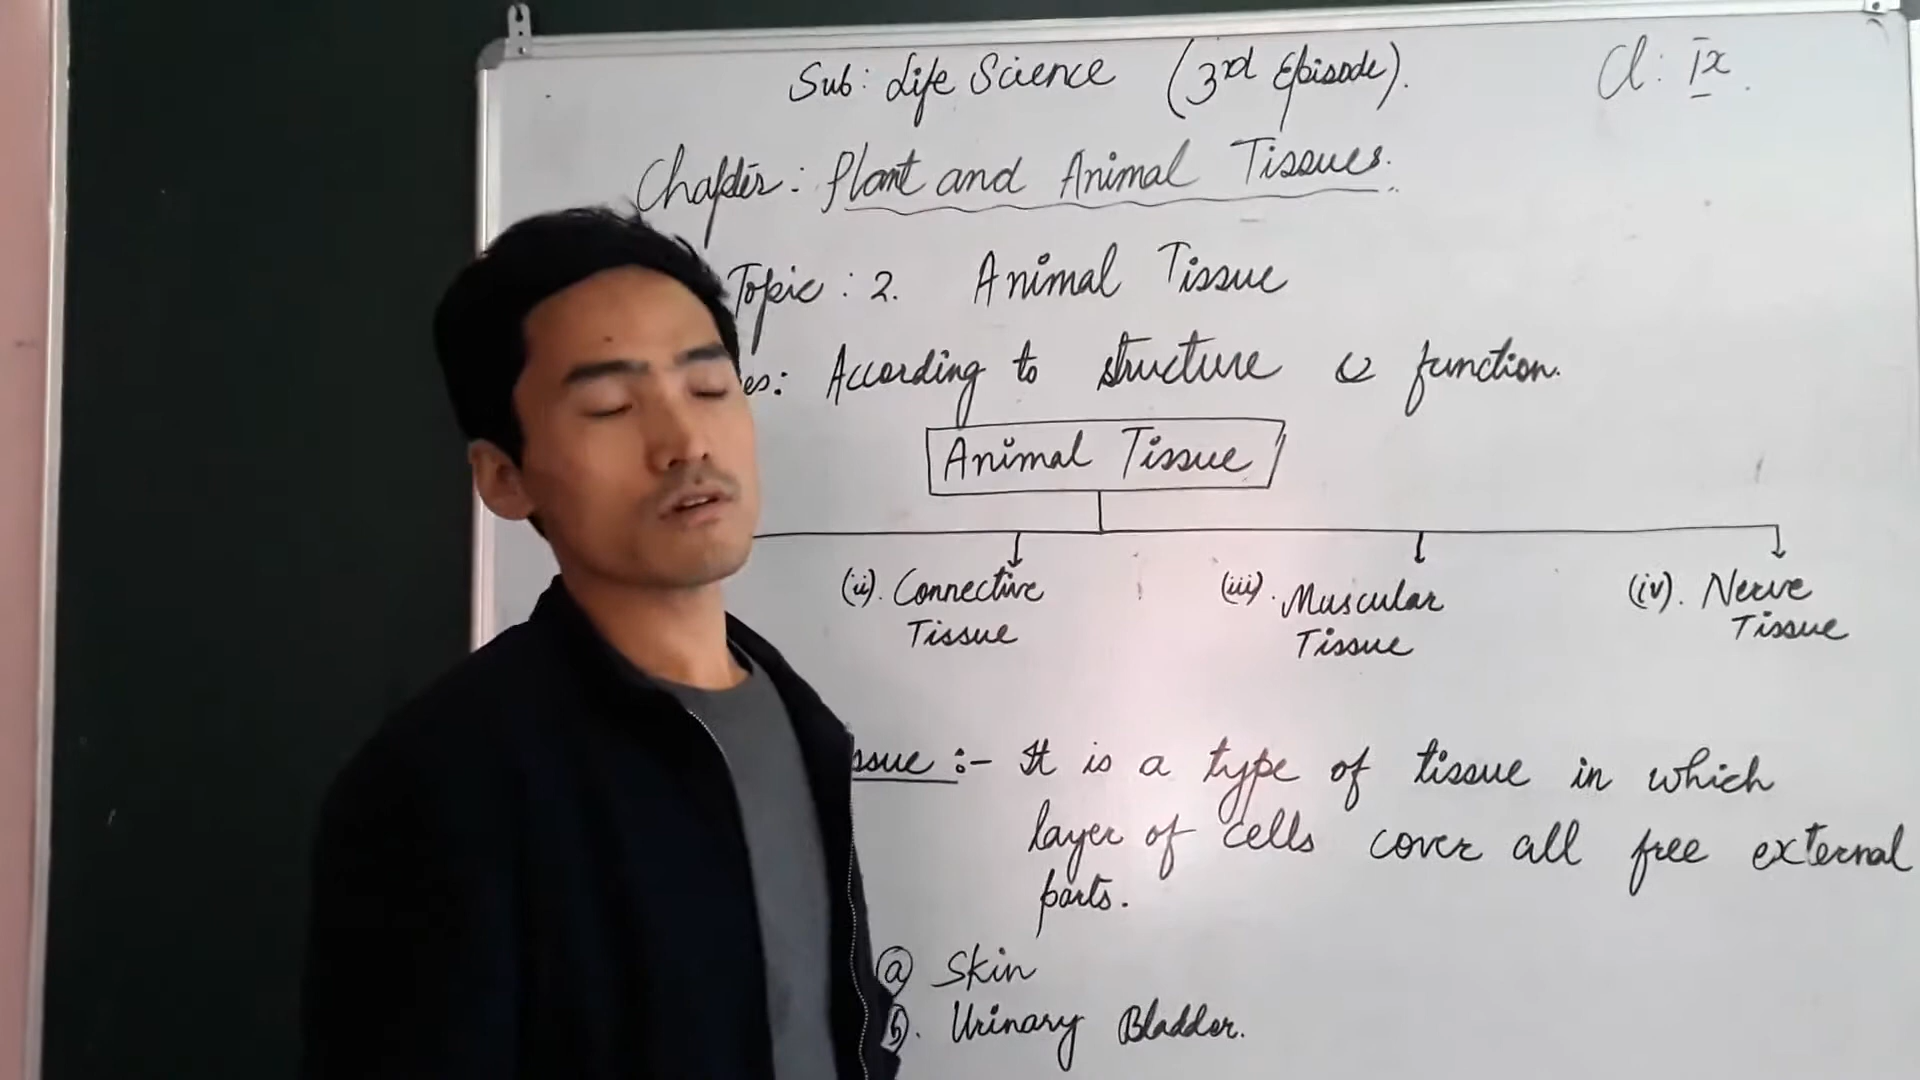 Sub: Life Science (3rd Episode).
Cl: IX.
Chapter: Plant and Animal Tissues.
Topic: 2. Animal Tissue
es: According to structure & function.
Animal Tissue
(ii). Connective Tissue
(iii). Muscular Tissue
(iv). Nerve Tissue
ssue :- It is a type of tissue in which
layer of cells cover all free external
parts.
(a) Skin
(b). Urinary Bladder.